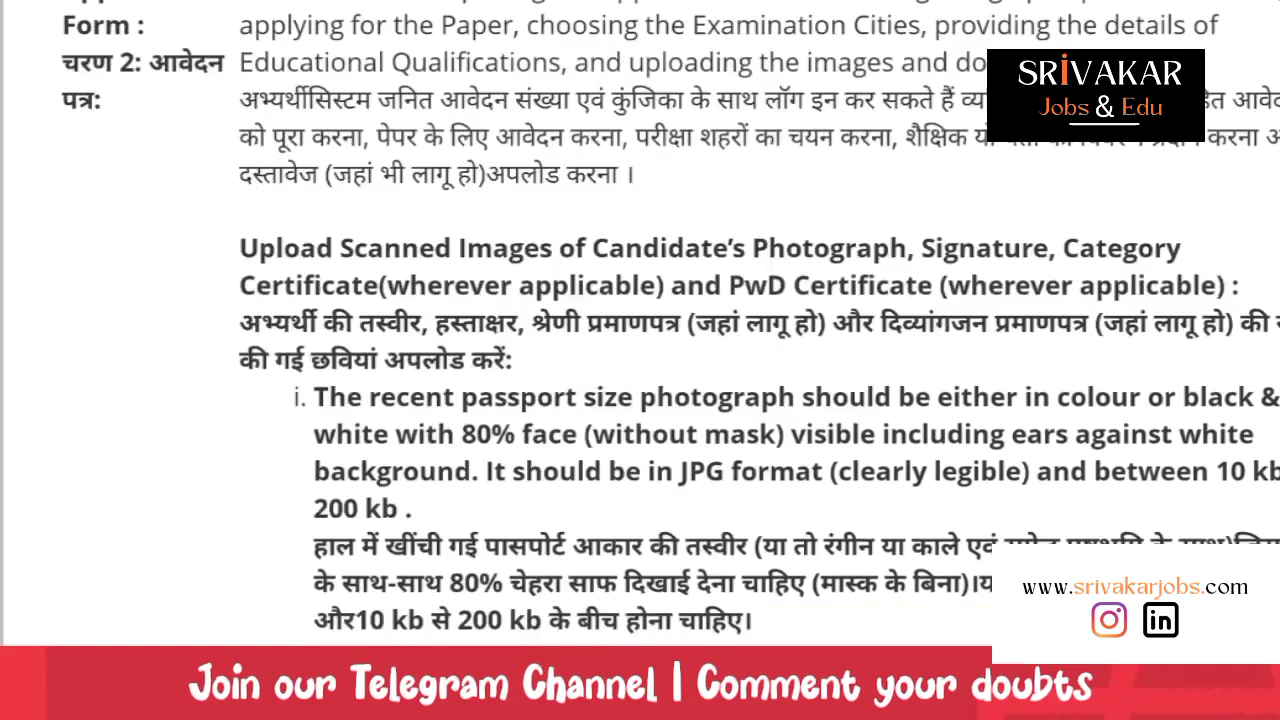 Form :
applying for the Paper, choosing the Examination Cities, providing the details of
चरण 2: आवेदन
Educational Qualifications, and uploading the images and do
पत्र:
अभ्यर्थीसिस्टम जनित आवेदन संख्या एवं कुंजिका के साथ लॉग इन कर सकते हैं आवे
को पूरा करना, पेपर के लिए आवेदन करना, परीक्षा शहरों का चयन करना, शैक्षिक करना
दस्तावेज (जहां भी लागू हो)अपलोड करना ।
SRiVAKAR
Jobs & Edu
Upload Scanned Images of Candidate’s Photograph, Signature, Category
Certificate(wherever applicable) and PwD Certificate (wherever applicable) :
अभ्यर्थी की तस्वीर, हस्ताक्षर, श्रेणी प्रमाणपत्र (जहां लागू हो) और दिव्यांगजन प्रमाणपत्र (जहां लागू हो) की
की गई छवियां अपलोड करें:
i. The recent passport size photograph should be either in colour or black &
white with 80% face (without mask) visible including ears against white
background. It should be in JPG format (clearly legible) and between 10 kb
200 kb .
हाल में खींची गई पासपोर्ट आकार की तस्वीर (या तो रंगीन या काले एवं
के साथ-साथ 80% चेहरा साफ दिखाई देना चाहिए (मास्क के बिना)।
और10 kb से 200 kb के बीच होना चाहिए।
www.srivakarjobs.com
Join our Telegram Channel | Comment your doubts